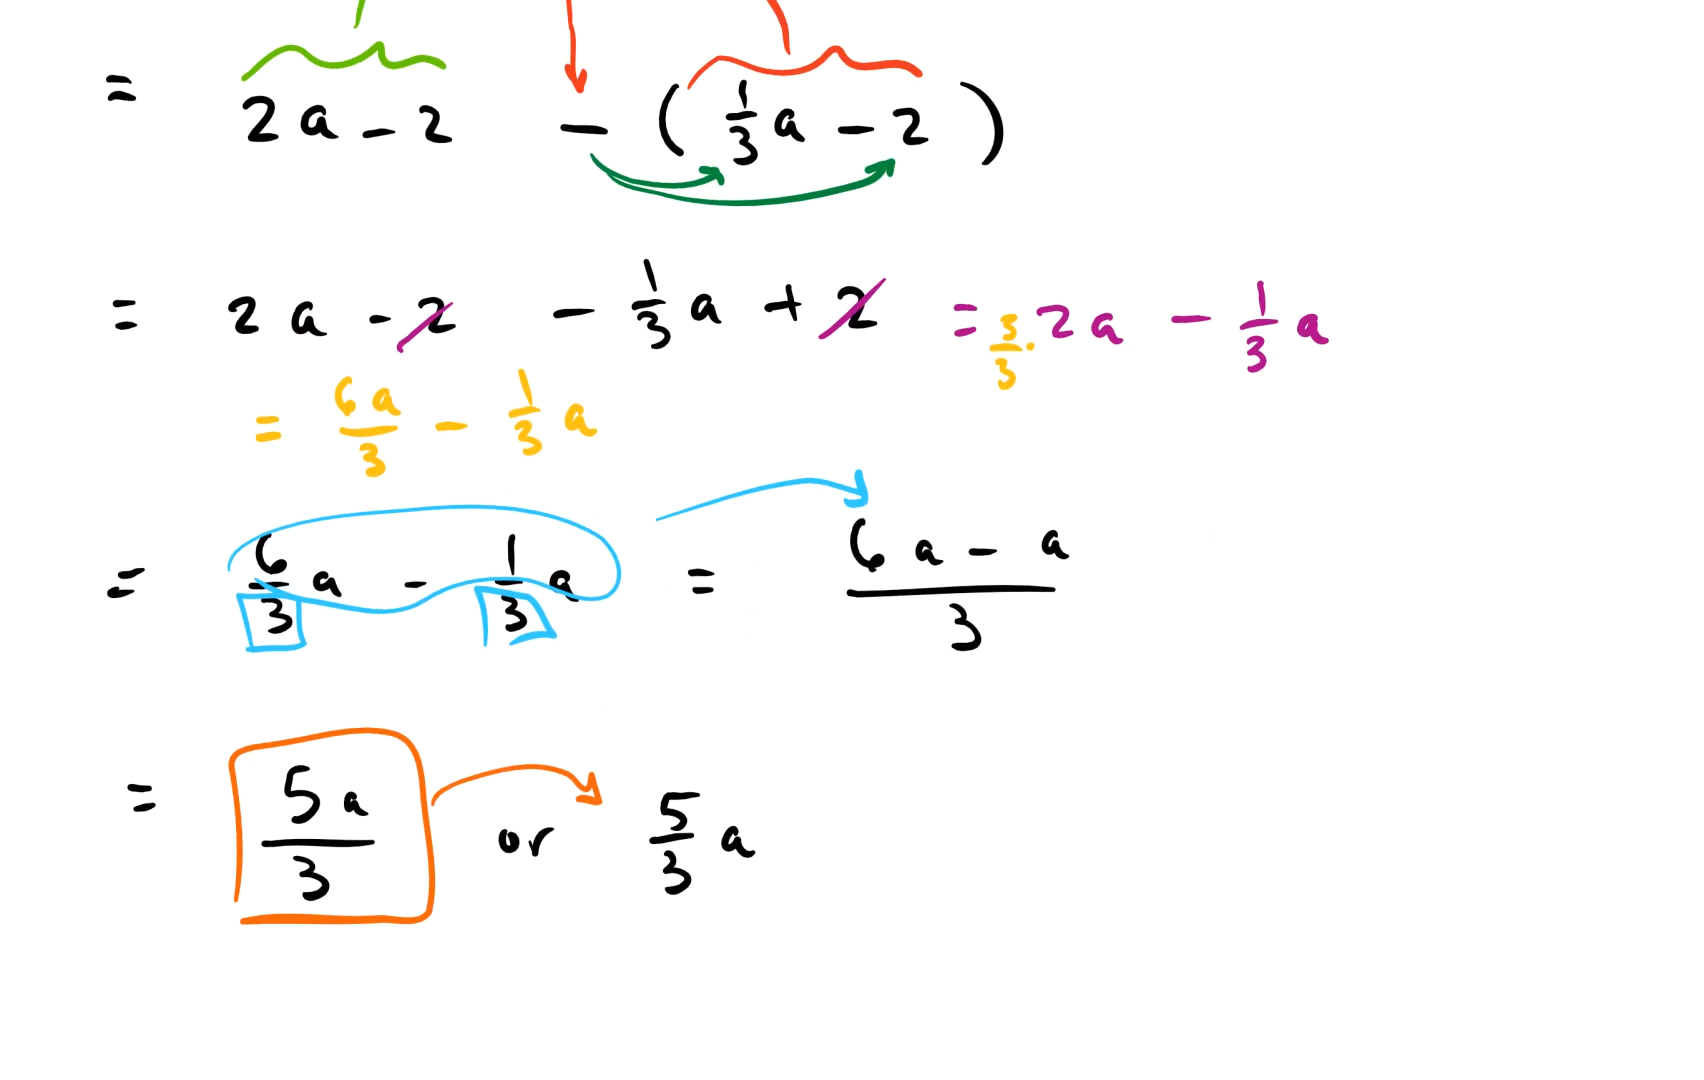 = 2a - 2 - ( 1/3 a - 2 )
= 2a - 2 - 1/3 a + 2 = 3/3 · 2a - 1/3 a
= 6a/3 - 1/3 a
= 6/3 a - 1/3 a = 6a - a / 3
= 5a/3 or 5/3 a